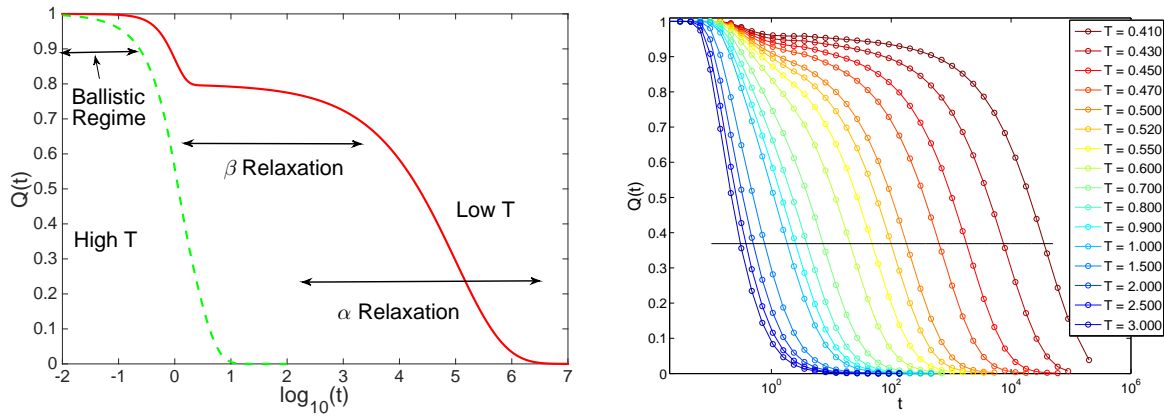 1
0.9
0.8
0.7
0.6
0.5
0.4
0.3
0.2
0.1
0
Q(t)
Ballistic
Regime
β Relaxation
High T
Low T
α Relaxation
-2 -1 0 1 2 3 4 5 6 7
log10(t)
1
0.9
0.8
0.7
0.6
0.5
0.4
0.3
0.2
0.1
0
Q(t)
10^0 10^2 10^4 10^6
t
T = 0.410
T = 0.430
T = 0.450
T = 0.470
T = 0.500
T = 0.520
T = 0.550
T = 0.600
T = 0.700
T = 0.800
T = 0.900
T = 1.000
T = 1.500
T = 2.000
T = 2.500
T = 3.000